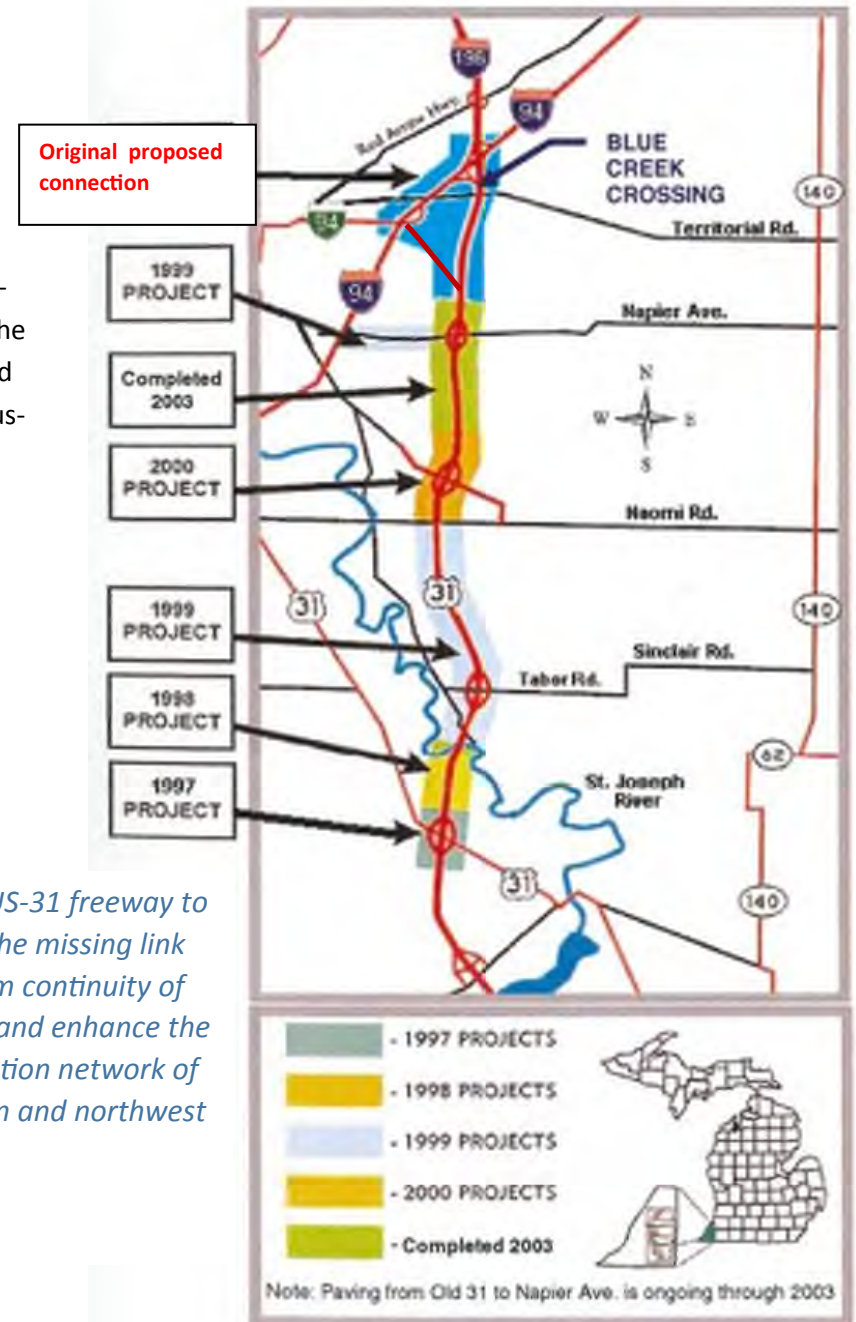 Original proposed
connection
196
94
Red Arrow Hwy.
BLUE
CREEK
CROSSING
140
94
Territorial Rd.
-
he
d
us-
1999
PROJECT
94
Napier Ave.
Completed
2003
N
W
E
S
2000
PROJECT
Naomi Rd.
31
31
140
1999
PROJECT
Sinclair Rd.
Tabor Rd.
1998
PROJECT
62
1997
PROJECT
St. Joseph
River
31
140
US-31 freeway to
he missing link
m continuity of
and enhance the
tion network of
n and northwest
- 1997 PROJECTS
- 1998 PROJECTS
- 1999 PROJECTS
- 2000 PROJECTS
- Completed 2003
Note: Paving from Old 31 to Napier Ave. is ongoing through 2003